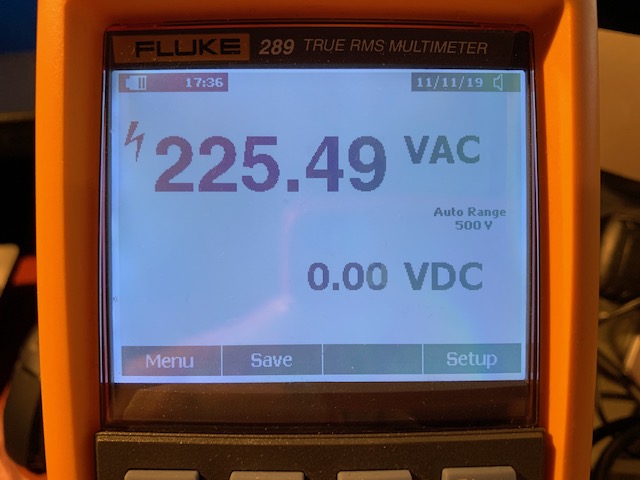 FLUKE 289 TRUE RMS MULTIMETER
17:36 11/11/19
225.49 VAC
Auto Range
500 V
0.00 VDC
Menu Save Setup